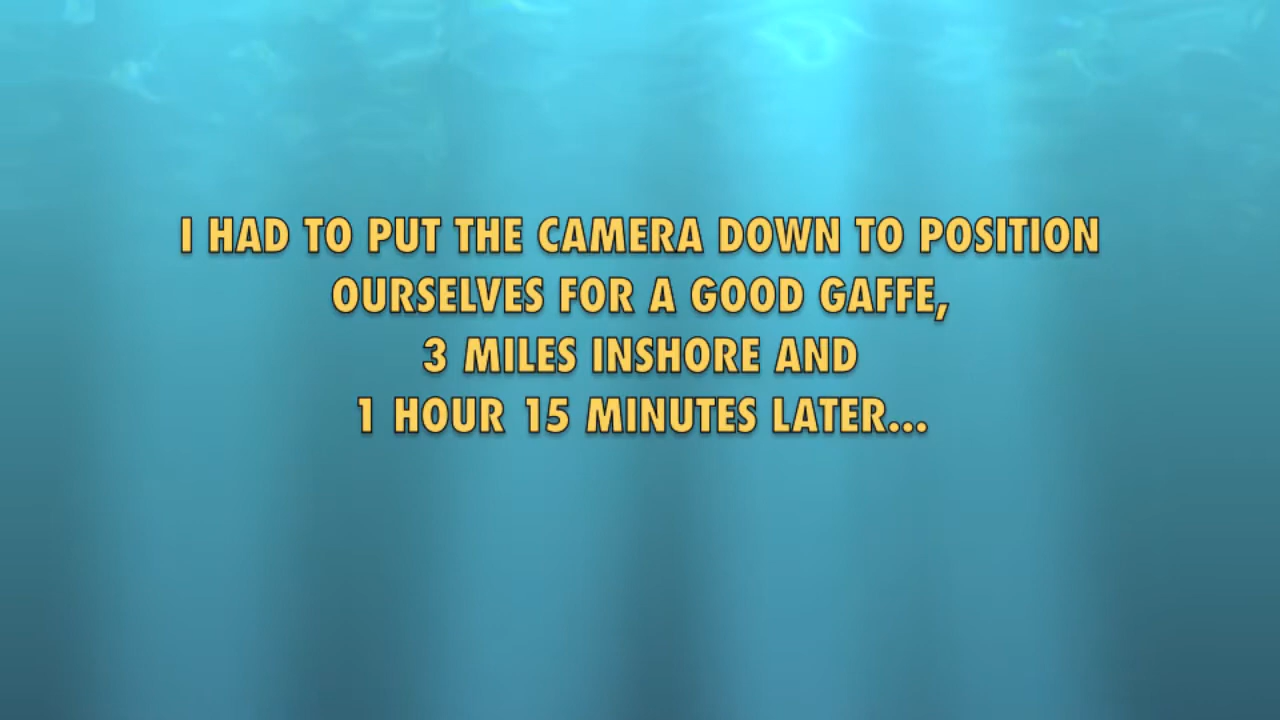 I HAD TO PUT THE CAMERA DOWN TO POSITION
OURSELVES FOR A GOOD GAFFE,
3 MILES INSHORE AND
1 HOUR 15 MINUTES LATER...